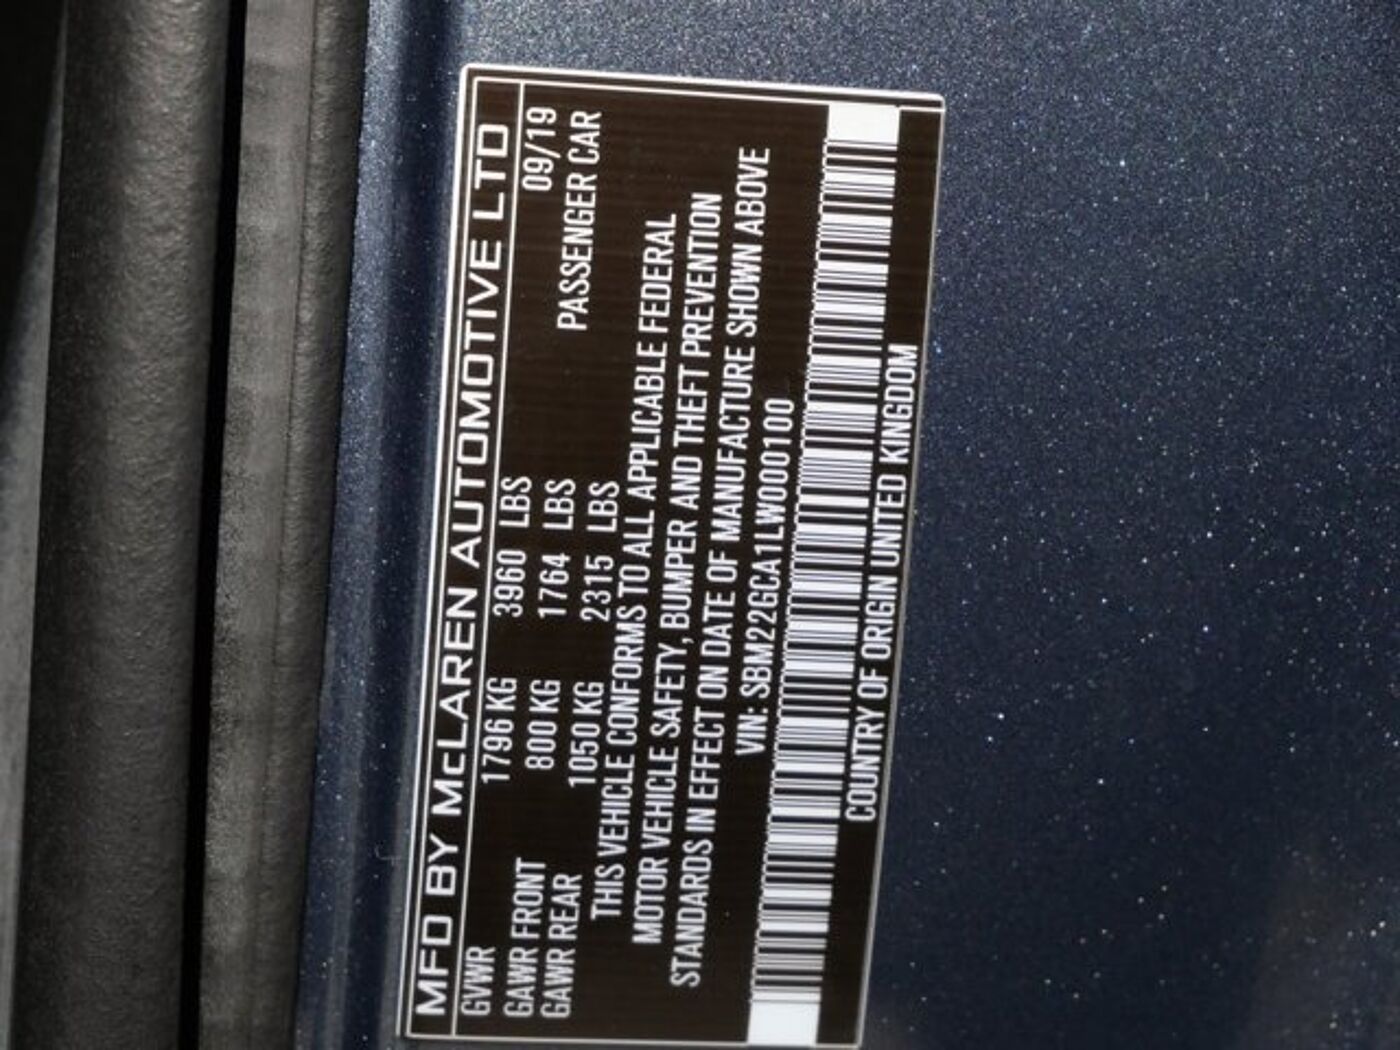 MFD BY McLAREN AUTOMOTIVE LTD
GVWR 1796 KG 3960 LBS 09/19
GAWR FRONT 800 KG 1764 LBS PASSENGER CAR
GAWR REAR 1050 KG 2315 LBS
THIS VEHICLE CONFORMS TO ALL APPLICABLE FEDERAL
MOTOR VEHICLE SAFETY, BUMPER AND THEFT PREVENTION
STANDARDS IN EFFECT ON DATE OF MANUFACTURE SHOWN ABOVE
VIN: SBM22GCA1LW000100
COUNTRY OF ORIGIN UNITED KINGDOM